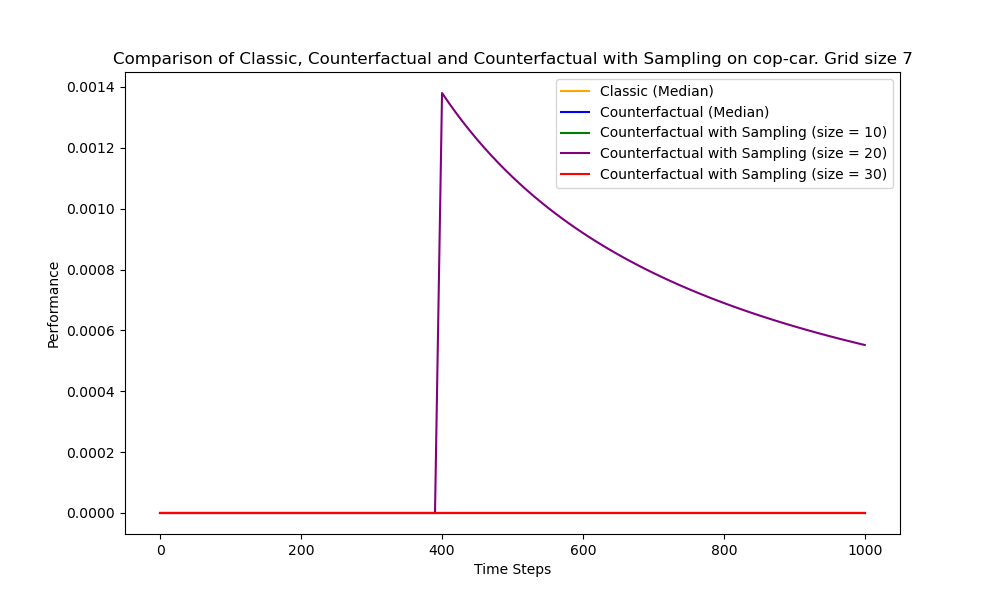 Comparison of Classic, Counterfactual and Counterfactual with Sampling on cop-car. Grid size 7
Classic (Median)
Counterfactual (Median)
Counterfactual with Sampling (size = 10)
Counterfactual with Sampling (size = 20)
Counterfactual with Sampling (size = 30)
0.0014
0.0012
0.0010
0.0008
0.0006
0.0004
0.0002
0.0000
Performance
0 200 400 600 800 1000
Time Steps